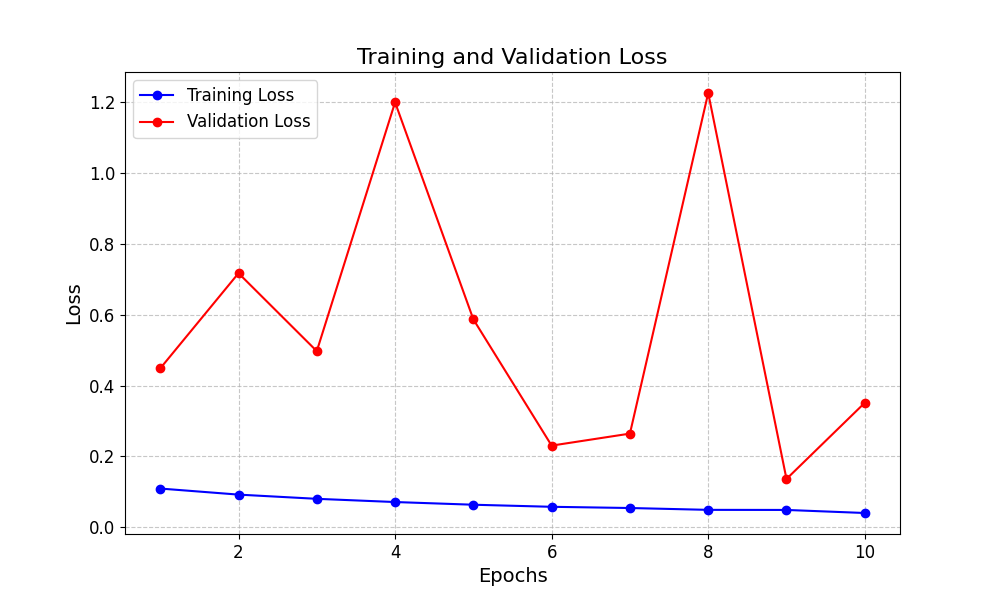 Training and Validation Loss
Training Loss
Validation Loss
1.2
1.0
0.8
0.6
0.4
0.2
0.0
Loss
2 4 6 8 10
Epochs